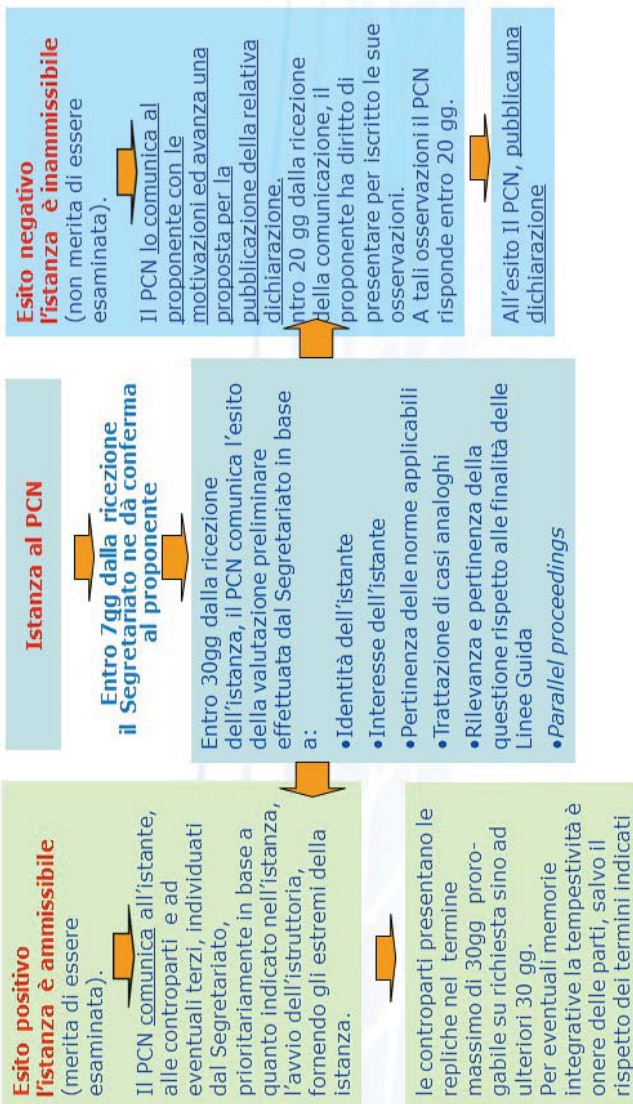 Istanza al PCN
Entro 7gg dalla ricezione
il Segretariato ne dà conferma
al proponente
Entro 30gg dalla ricezione
dell'istanza, il PCN comunica l'esito
della valutazione preliminare
effettuata dal Segretariato in base
a:
•Identità dell'istante
•Interesse dell'istante
•Pertinenza delle norme applicabili
•Trattazione di casi analoghi
•Rilevanza e pertinenza della
questione rispetto alle finalità delle
Linee Guida
•Parallel proceedings
Esito positivo
l'istanza è ammissibile
(merita di essere
esaminata).
Il PCN comunica all'istante,
alle controparti e ad
eventuali terzi, individuati
dal Segretariato,
prioritariamente in base a
quanto indicato nell'istanza,
l'avvio dell'istruttoria,
fornendo gli estremi della
istanza.
le controparti presentano le
repliche nel termine
massimo di 30gg proro-
gabile su richiesta sino ad
ulteriori 30 gg.
Per eventuali memorie
integrative la tempestività è
onere delle parti, salvo il
rispetto dei termini indicati
Esito negativo
l'istanza è inammissibile
(non merita di essere
esaminata).
Il PCN lo comunica al
proponente con le
motivazioni ed avanza una
proposta per la
pubblicazione della relativa
dichiarazione.
ntro 20 gg dalla ricezione
della comunicazione, il
proponente ha diritto di
presentare per iscritto le sue
osservazioni.
A tali osservazioni il PCN
risponde entro 20 gg.
All'esito Il PCN, pubblica una
dichiarazione